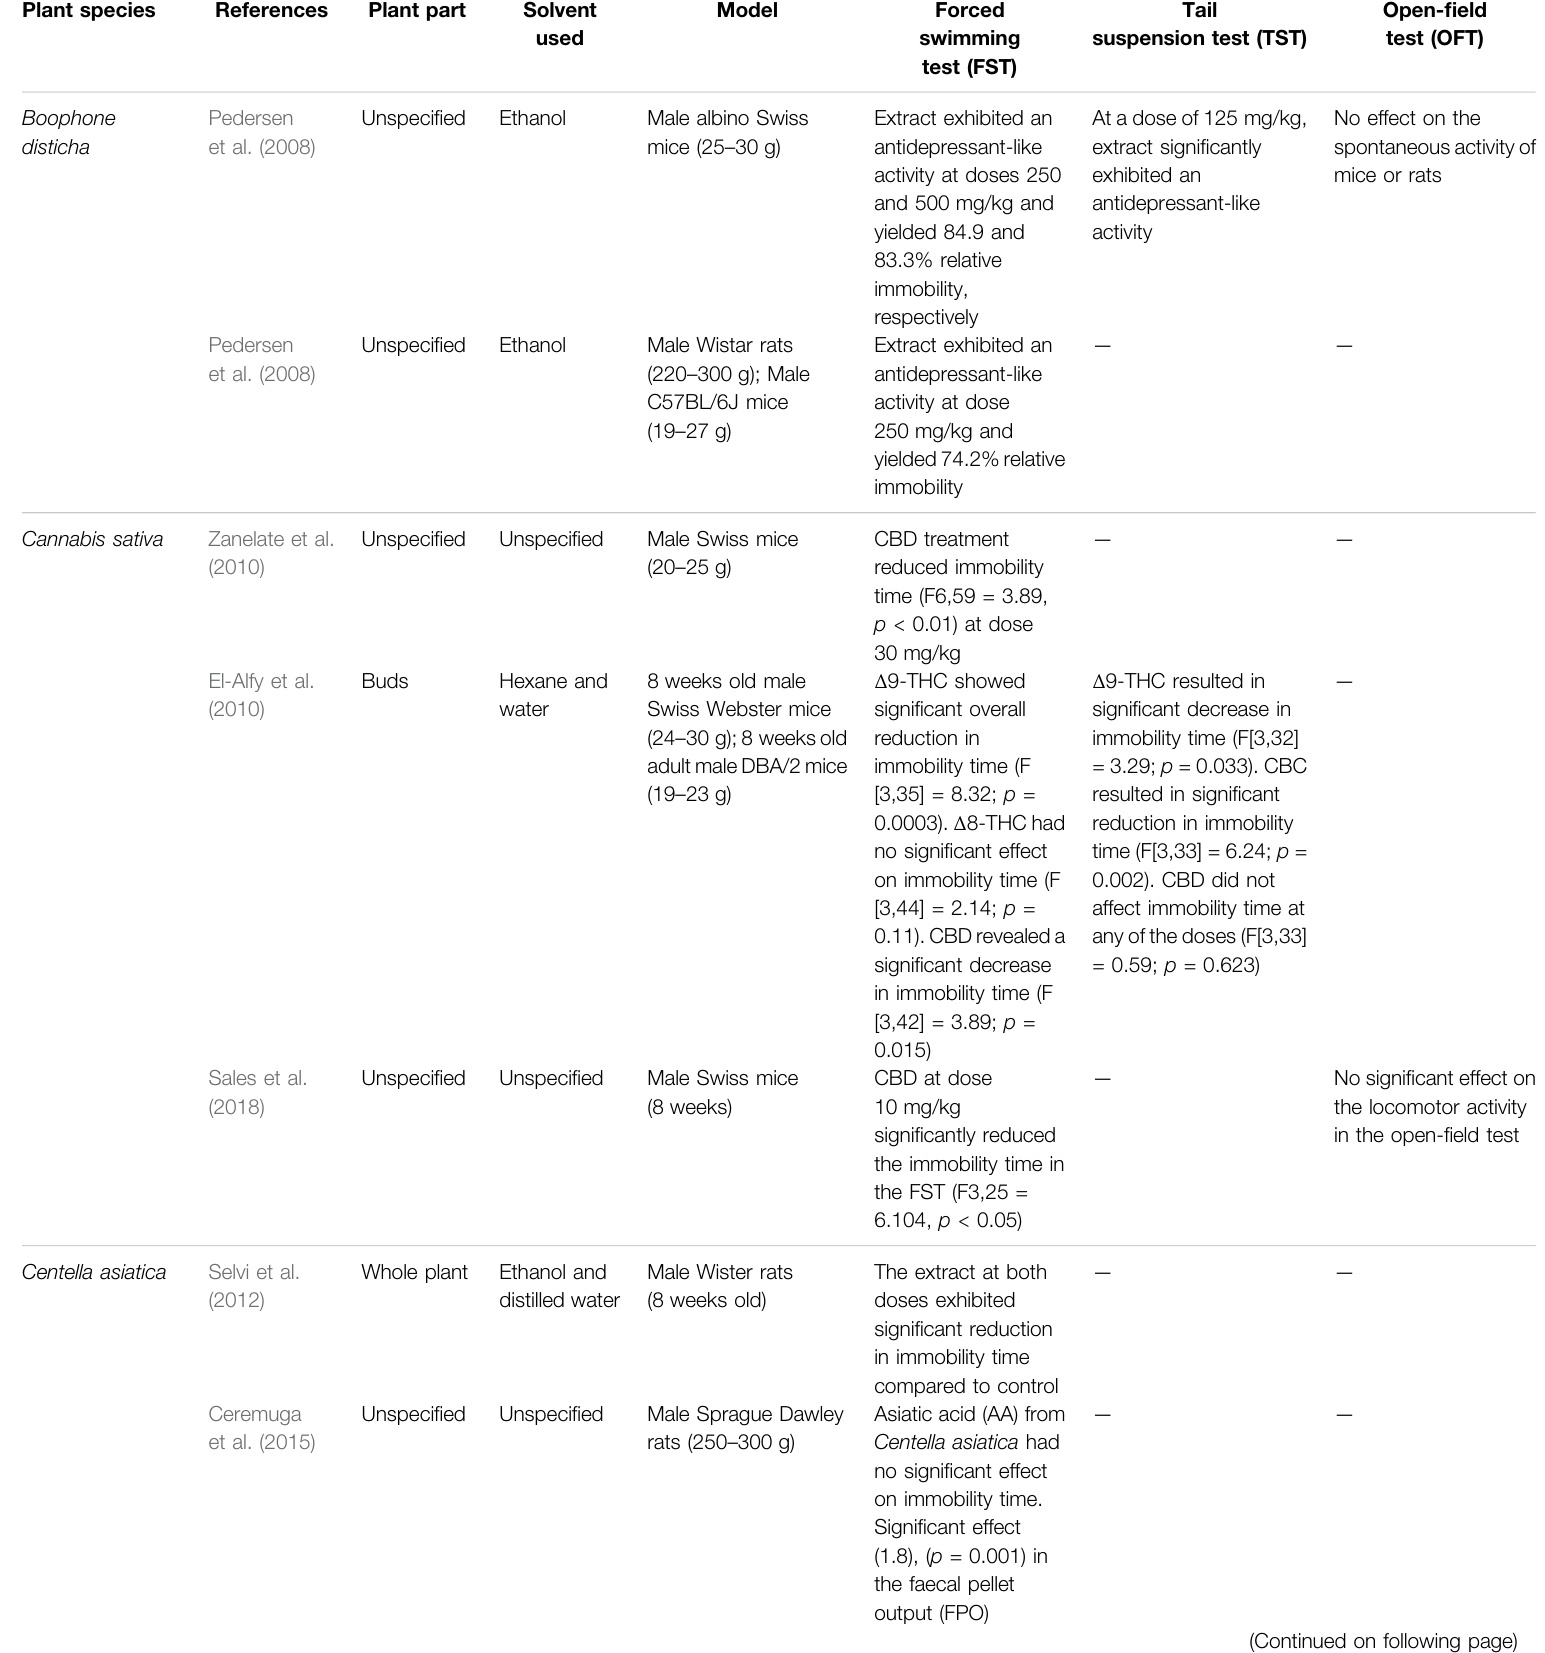 Plant species References Plant part Solvent used Model Forced swimming test (FST) Tail suspension test (TST) Open-field test (OFT)
Boophone
disticha
Pedersen
et al. (2008)
Unspecified
Ethanol
Male albino Swiss
mice (25–30 g)
Extract exhibited an
antidepressant-like
activity at doses 250
and 500 mg/kg and
yielded 84.9 and
83.3% relative
immobility,
respectively
At a dose of 125 mg/kg,
extract significantly
exhibited an
antidepressant-like
activity
No effect on the
spontaneous activity of
mice or rats
Pedersen
et al. (2008)
Unspecified
Ethanol
Male Wistar rats
(220–300 g); Male
C57BL/6J mice
(19–27 g)
Extract exhibited an
antidepressant-like
activity at dose
250 mg/kg and
yielded 74.2% relative
immobility
—
—
Cannabis sativa
Zanelate et al.
(2010)
Unspecified
Unspecified
Male Swiss mice
(20–25 g)
CBD treatment
reduced immobility
time (F6,59 = 3.89,
p < 0.01) at dose
30 mg/kg
—
—
El-Alfy et al.
(2010)
Buds
Hexane and
water
8 weeks old male
Swiss Webster mice
(24–30 g); 8 weeks old
adult male DBA/2 mice
(19–23 g)
Δ9-THC showed
significant overall
reduction in
immobility time (F
[3,35] = 8.32; p =
0.0003). Δ8-THC had
no significant effect
on immobility time (F
[3,44] = 2.14; p =
0.11). CBD revealed a
significant decrease
in immobility time (F
[3,42] = 3.89; p =
0.015)
Δ9-THC resulted in
significant decrease in
immobility time (F[3,32]
= 3.29; p = 0.033). CBC
resulted in significant
reduction in immobility
time (F[3,33] = 6.24; p =
0.002). CBD did not
affect immobility time at
any of the doses (F[3,33]
= 0.59; p = 0.623)
—
Sales et al.
(2018)
Unspecified
Unspecified
Male Swiss mice
(8 weeks)
CBD at dose
10 mg/kg
significantly reduced
the immobility time in
the FST (F3,25 =
6.104, p < 0.05)
—
No significant effect on
the locomotor activity
in the open-field test
Centella asiatica
Selvi et al.
(2012)
Whole plant
Ethanol and
distilled water
Male Wister rats
(8 weeks old)
The extract at both
doses exhibited
significant reduction
in immobility time
compared to control
—
—
Ceremuga
et al. (2015)
Unspecified
Unspecified
Male Sprague Dawley
rats (250–300 g)
Asiatic acid (AA) from
Centella asiatica had
no significant effect
on immobility time.
Significant effect
(1.8), (p = 0.001) in
the faecal pellet
output (FPO)
—
—
(Continued on following page)